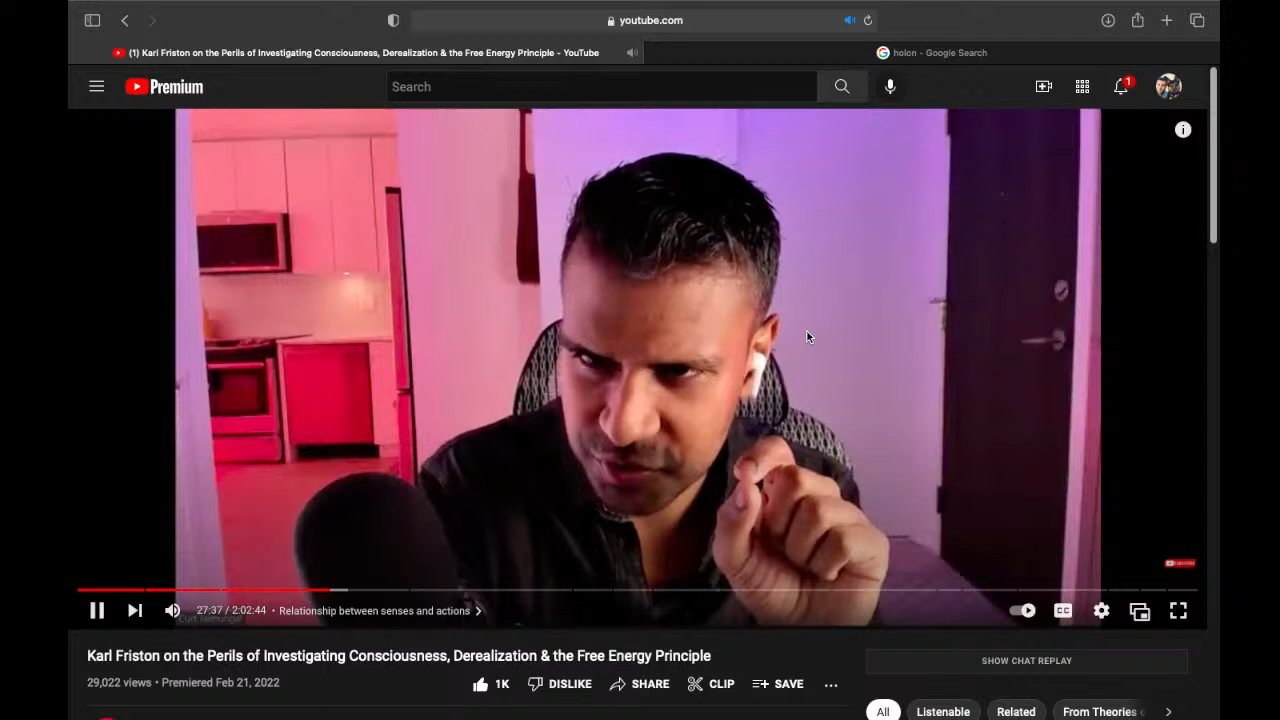 youtube.com
(1) Karl Friston on the Perils of Investigating Consciousness, Derealization & the Free Energy Principle - YouTube
holon - Google Search
Premium
Search
1
27:37 / 2:02:44 • Relationship between senses and actions
CC
Curt Jaimungal
Karl Friston on the Perils of Investigating Consciousness, Derealization & the Free Energy Principle
SHOW CHAT REPLAY
29,022 views • Premiered Feb 21, 2022
1K
DISLIKE
SHARE
CLIP
SAVE
All
Listenable
Related
From Theories